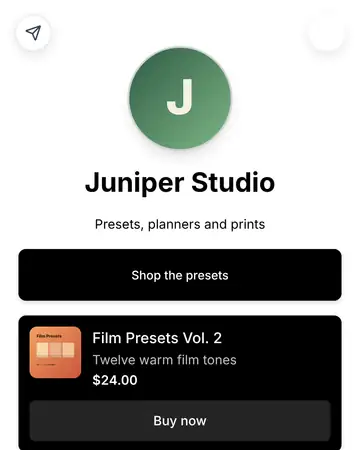 J
Juniper Studio
Presets, planners and prints
Shop the presets
Film Presets
Film Presets Vol. 2
Twelve warm film tones
$24.00
Buy now